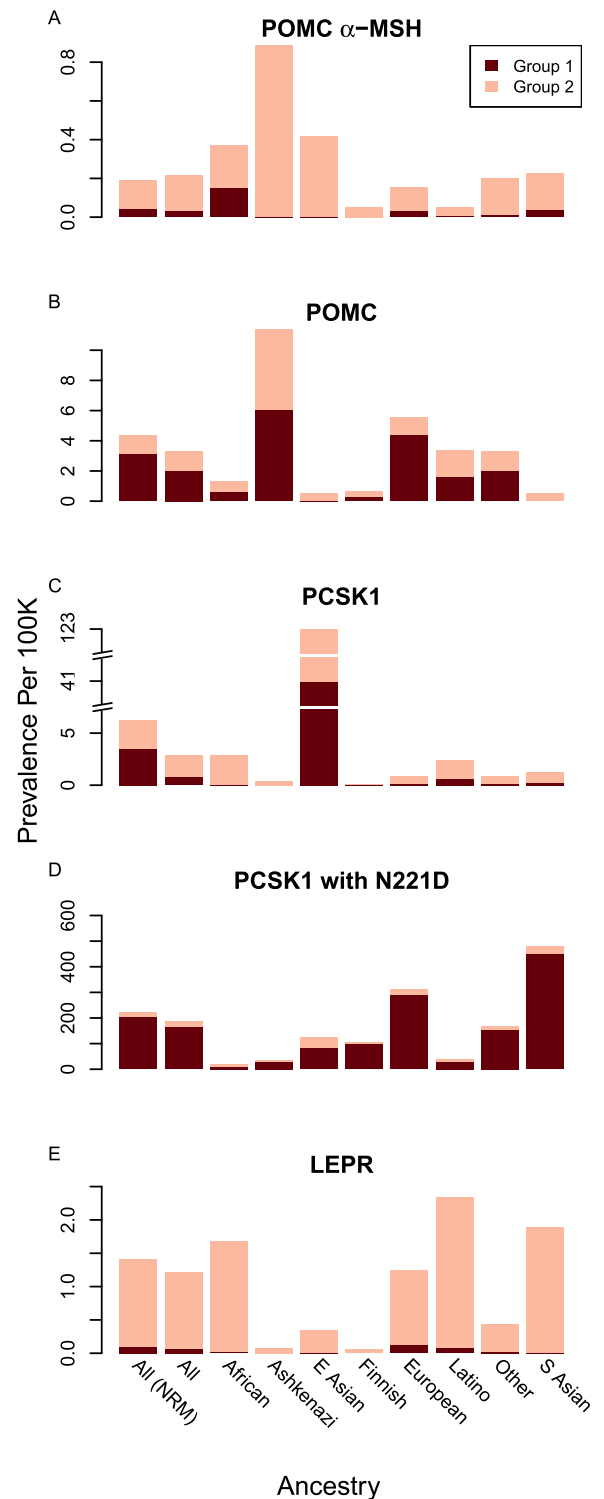 A
POMC α−MSH
Group 1
Group 2
0.0
0.4
0.8
B
POMC
0
2
4
6
8
C
PCSK1
0
5
41
123
Prevalence Per 100K
D
PCSK1 with N221D
0
200
400
600
E
LEPR
0.0
1.0
2.0
All (NRM)
All
African
Ashkenazi
E Asian
Finnish
European
Latino
Other
S Asian
Ancestry